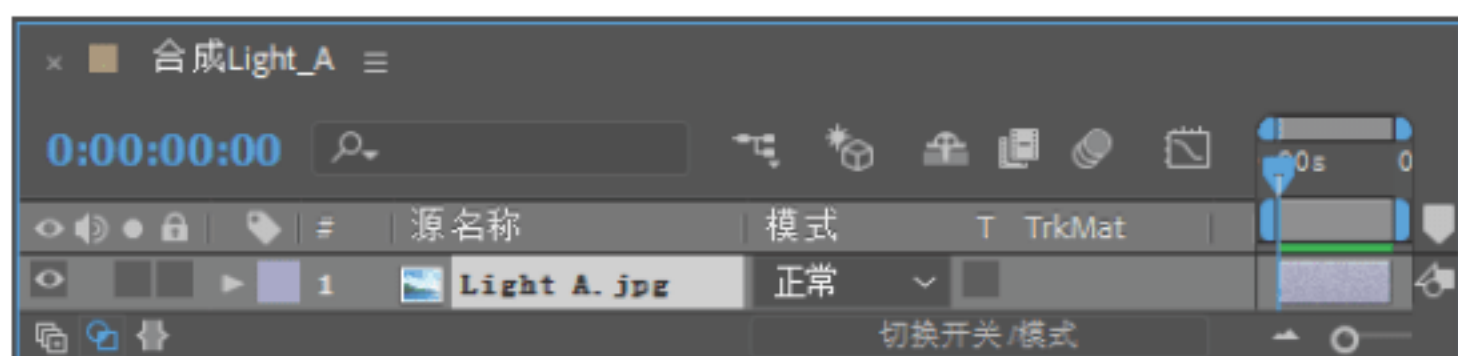 × 合成Light_A ≡
0:00:00:00
:00s 0
# 源名称 模式 T TrkMat
1 Light A.jpg 正常
切换开关/模式